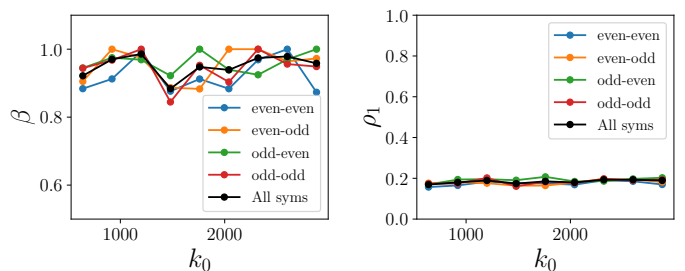 1.0
0.8
0.6
β
1000
2000
k₀
even-even
even-odd
odd-even
odd-odd
All syms
1.0
0.8
0.6
0.4
0.2
0.0
ρ₁
1000
2000
k₀
even-even
even-odd
odd-even
odd-odd
All syms